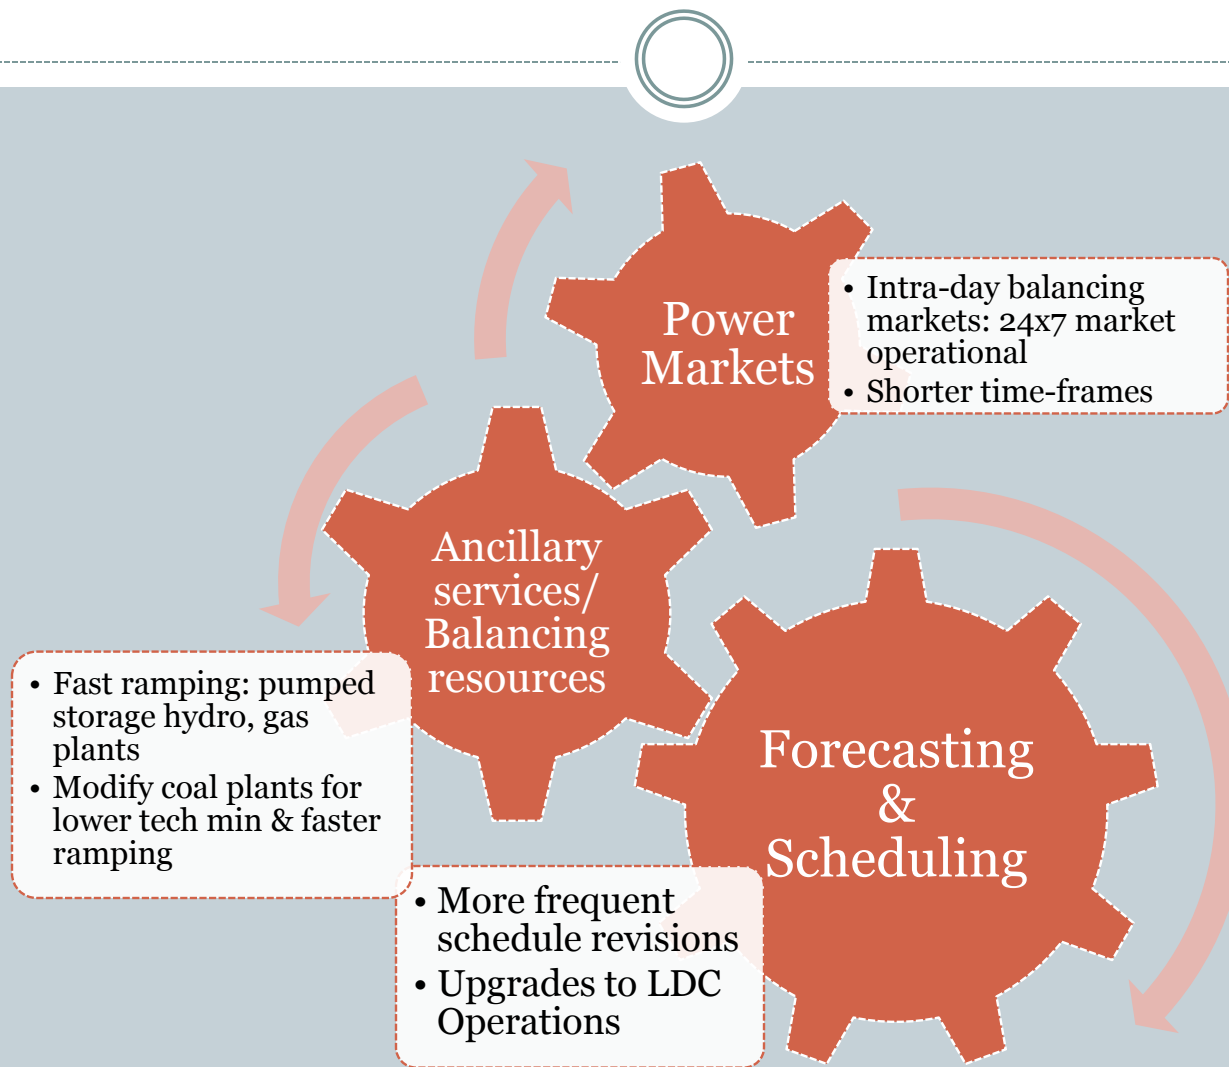 Power
Markets
• Intra-day balancing
markets: 24x7 market
operational
• Shorter time-frames
Ancillary
services/
Balancing
resources
• Fast ramping: pumped
storage hydro, gas
plants
• Modify coal plants for
lower tech min & faster
ramping
Forecasting
&
Scheduling
• More frequent
schedule revisions
• Upgrades to LDC
Operations